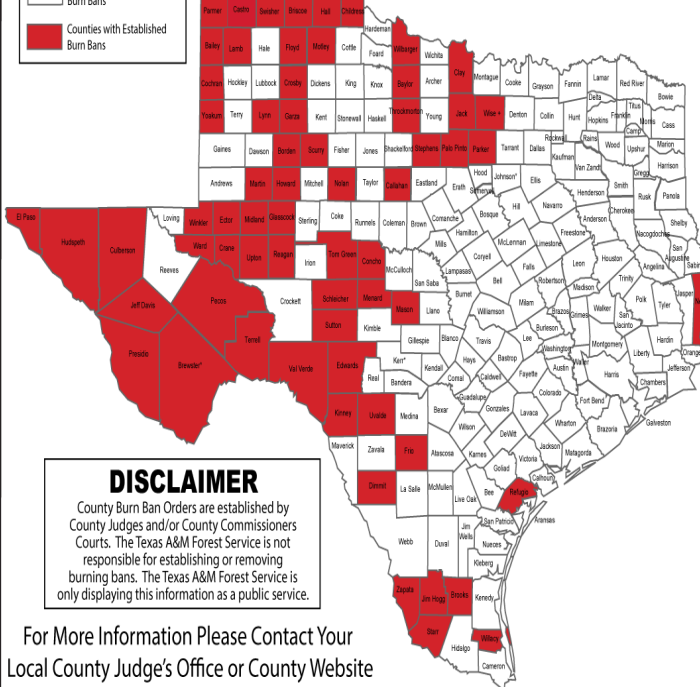 Burn Bans
Counties with Established
Burn Bans
Parmer Castro Swisher Briscoe Hall Childress
Hardeman
Bailey Lamb Hale Floyd Motley Cottle Foard Wilbarger Wichita
Clay Montague Cooke Grayson Fannin Lamar Red River Bowie
Cochran Hockley Lubbock Crosby Dickens King Knox Baylor Archer
Delta Titus Morris Cass
Yoakum Terry Lynn Garza Kent Stonewall Haskell Throckmorton Young Jack Wise + Denton Collin Hunt Hopkins Franklin
Camp
Rockwall Rains Wood Upshur Marion
Gaines Dawson Borden Scurry Fisher Jones Shackelford Stephens Palo Pinto Parker Tarrant Dallas Kaufman Van Zandt Gregg Harrison
Andrews Martin Howard Mitchell Nolan Taylor Callahan Eastland Erath Hood Somervell Johnson* Ellis Henderson Smith Rusk Panola
El Paso Hudspeth Culberson Loving Winkler Ector Midland Glasscock Sterling Coke Runnels Coleman Brown Comanche Bosque Hill Navarro Anderson Cherokee Shelby
Hamilton Freestone Nacogdoches
Ward Crane Upton Reagan Irion Tom Green Concho Mills McLennan Limestone San Augustine
Reeves McCulloch Coryell Leon Houston Angelina
San Saba Lampasas Falls Trinity
Jeff Davis Pecos Crockett Schleicher Menard Mason Llano Burnet Bell Robertson Madison Polk Tyler Jasper
Williamson Milam Brazos Grimes Walker San Jacinto
Presidio Brewster* Terrell Sutton Kimble Gillespie Blanco Travis Lee Burleson Montgomery Hardin Orange
Washington Liberty
Val Verde Edwards Kerr* Kendall Hays Bastrop Austin Waller Harris Jefferson
Real Bandera Comal Caldwell Fayette Chambers
Colorado
Kinney Uvalde Medina Bexar Guadalupe Gonzales Lavaca Fort Bend
Wilson Wharton Brazoria Galveston
Maverick Zavala Frio Atascosa Karnes DeWitt Jackson Matagorda
Victoria
Goliad Calhoun
Dimmit La Salle McMullen Live Oak Bee Refugio
San Patricio Aransas
Webb Duval Jim Wells Nueces
Kleberg
Zapata Jim Hogg Brooks Kenedy
Starr Willacy
Hidalgo
Cameron
DISCLAIMER
County Burn Ban Orders are established by
County Judges and/or County Commissioners
Courts. The Texas A&M Forest Service is not
responsible for establishing or removing
burning bans. The Texas A&M Forest Service is
only displaying this information as a public service.
For More Information Please Contact Your
Local County Judge's Office or County Website